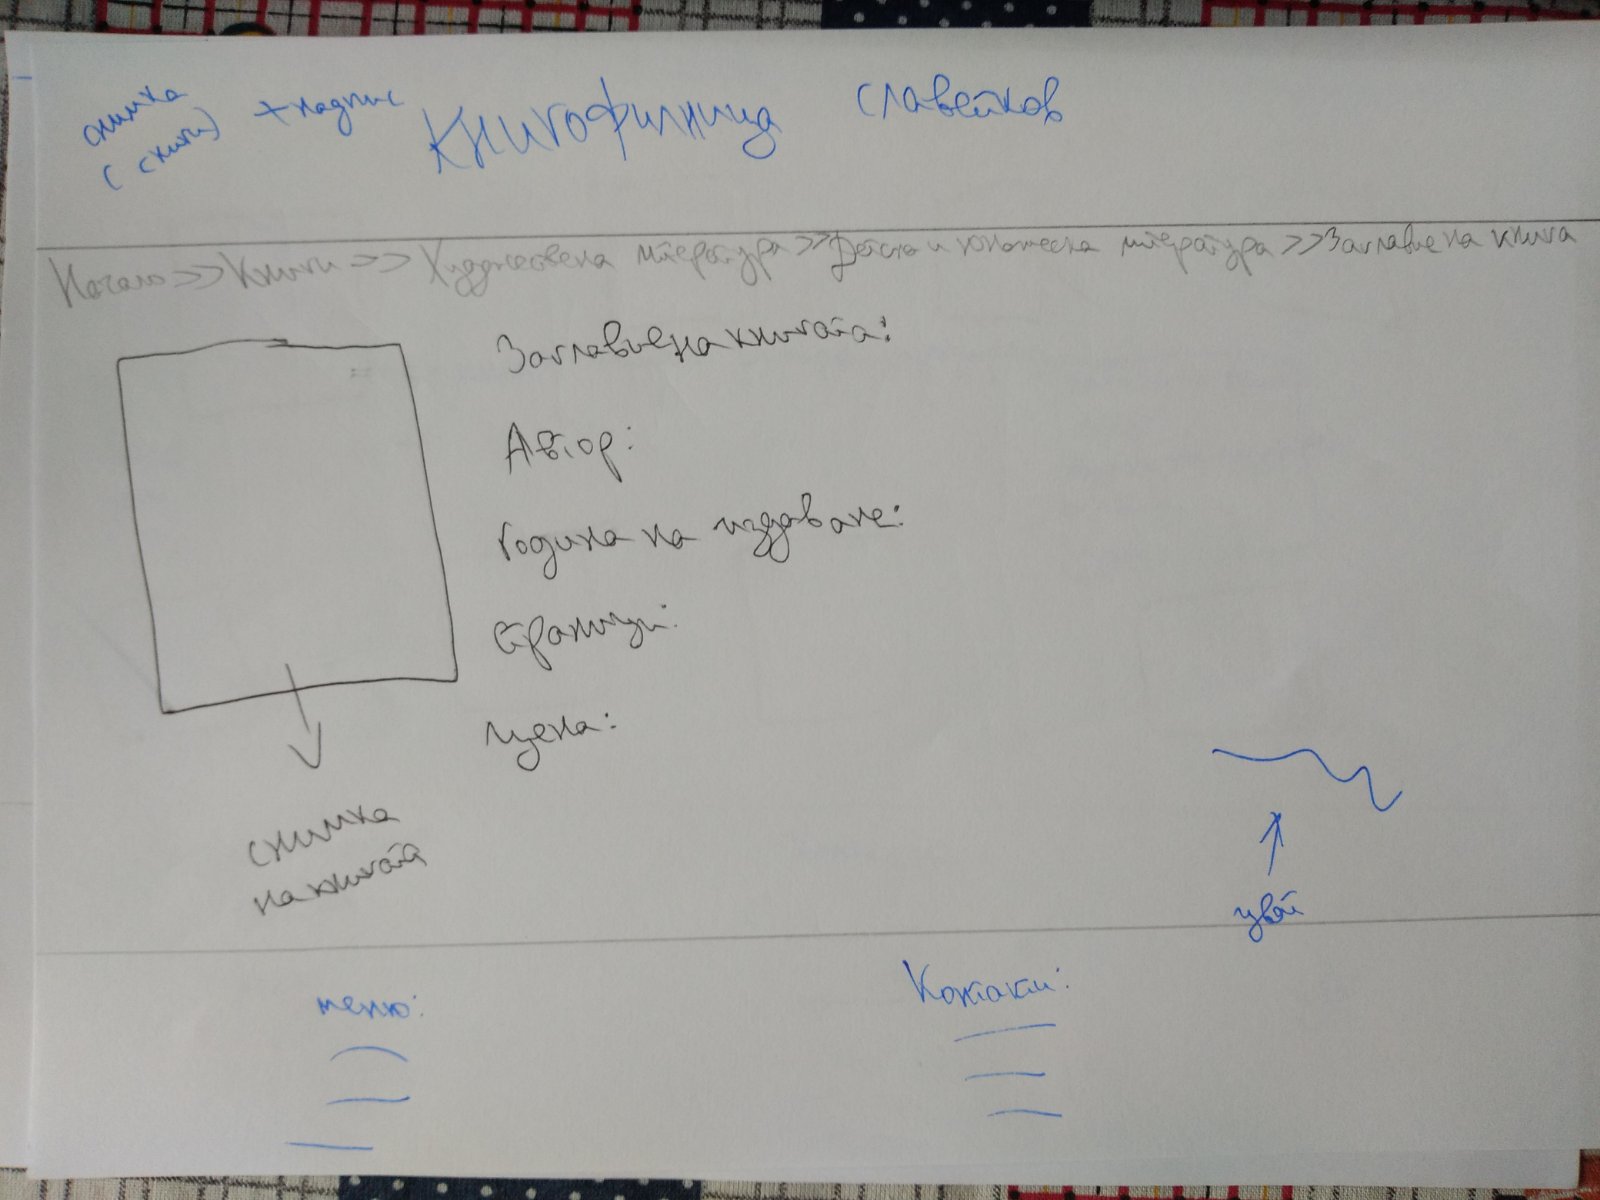 снимка + надпис Книгофилница Славейков
(книги)
Начало >> Книги >> Художествена литература >> Детска и юношеска литература >> Заглавие на книга
Заглавие на книгата:
Автор:
Година на издаване:
Страници:
Цена:
снимка
на книгата
цвят
меню:
Контакти: